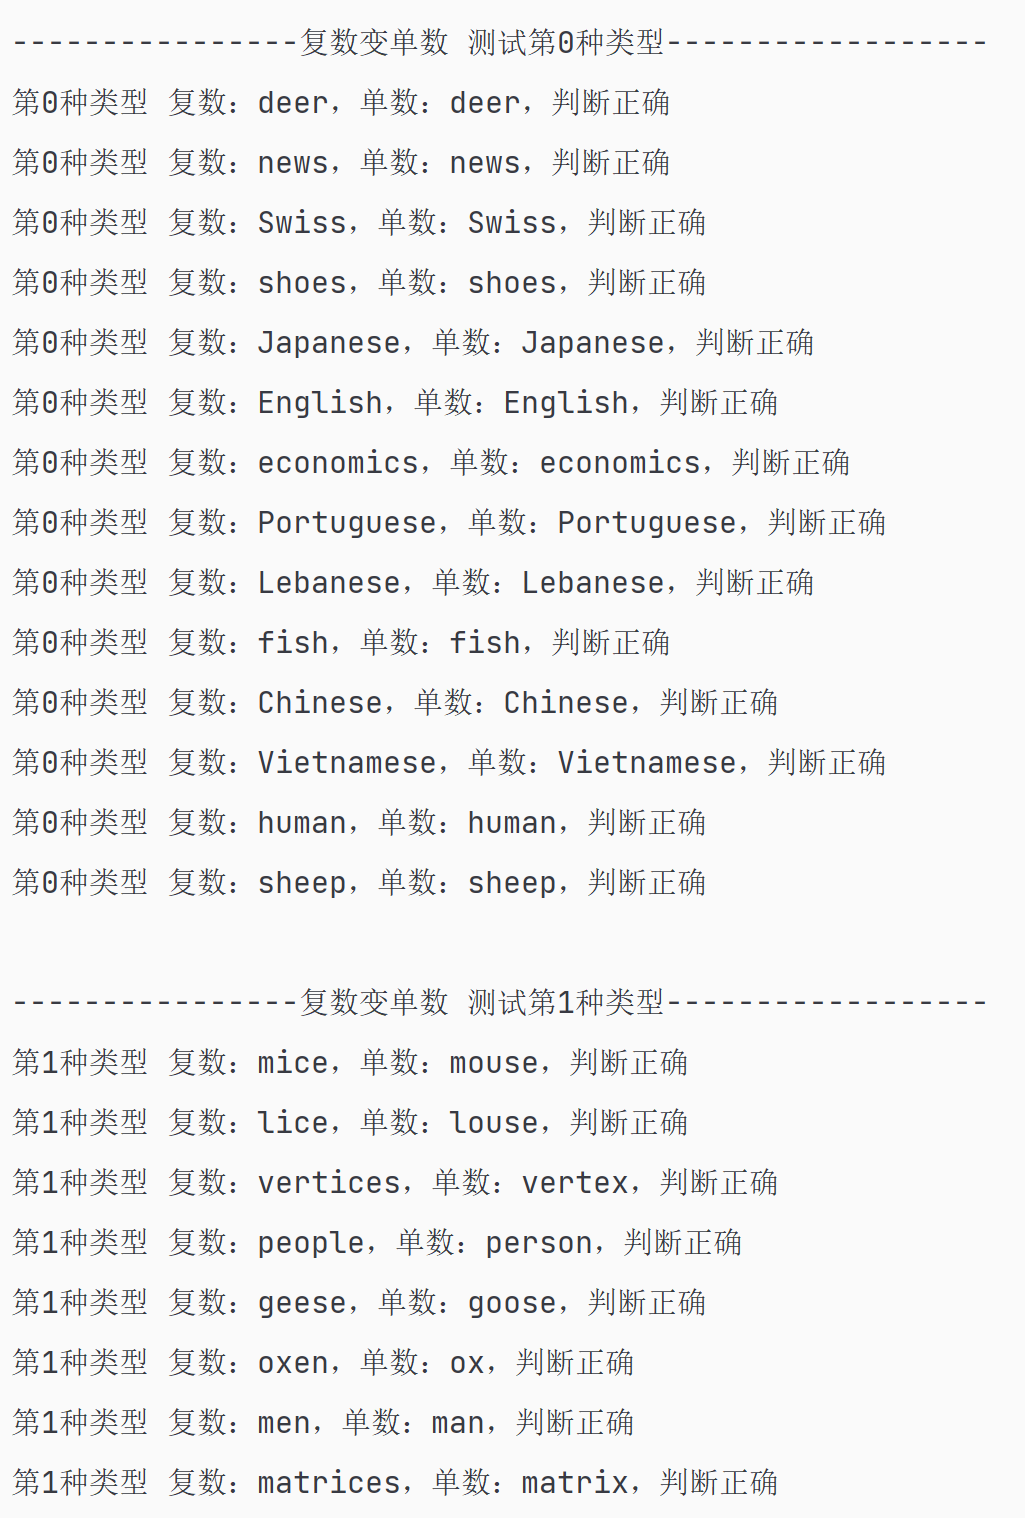 ----------------复数变单数 测试第0种类型------------------
第0种类型 复数：deer，单数：deer，判断正确
第0种类型 复数：news，单数：news，判断正确
第0种类型 复数：Swiss，单数：Swiss，判断正确
第0种类型 复数：shoes，单数：shoes，判断正确
第0种类型 复数：Japanese，单数：Japanese，判断正确
第0种类型 复数：English，单数：English，判断正确
第0种类型 复数：economics，单数：economics，判断正确
第0种类型 复数：Portuguese，单数：Portuguese，判断正确
第0种类型 复数：Lebanese，单数：Lebanese，判断正确
第0种类型 复数：fish，单数：fish，判断正确
第0种类型 复数：Chinese，单数：Chinese，判断正确
第0种类型 复数：Vietnamese，单数：Vietnamese，判断正确
第0种类型 复数：human，单数：human，判断正确
第0种类型 复数：sheep，单数：sheep，判断正确
----------------复数变单数 测试第1种类型------------------
第1种类型 复数：mice，单数：mouse，判断正确
第1种类型 复数：lice，单数：louse，判断正确
第1种类型 复数：vertices，单数：vertex，判断正确
第1种类型 复数：people，单数：person，判断正确
第1种类型 复数：geese，单数：goose，判断正确
第1种类型 复数：oxen，单数：ox，判断正确
第1种类型 复数：men，单数：man，判断正确
第1种类型 复数：matrices，单数：matrix，判断正确